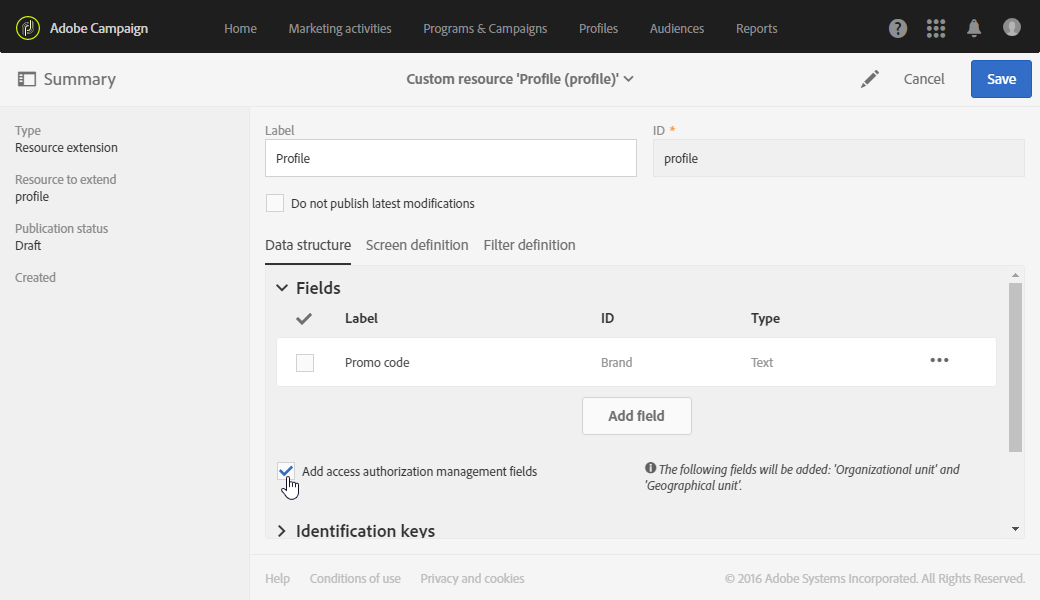 Adobe Campaign Home Marketing activities Programs & Campaigns Profiles Audiences Reports
Summary Custom resource 'Profile (profile)' Cancel Save
Type
Resource extension
Resource to extend
profile
Publication status
Draft
Created
Label ID *
Profile profile
Do not publish latest modifications
Data structure Screen definition Filter definition
Fields
Label ID Type
Promo code Brand Text
Add field
Add access authorization management fields
The following fields will be added: 'Organizational unit' and
'Geographical unit'.
Identification keys
Help Conditions of use Privacy and cookies © 2016 Adobe Systems Incorporated. All Rights Reserved.